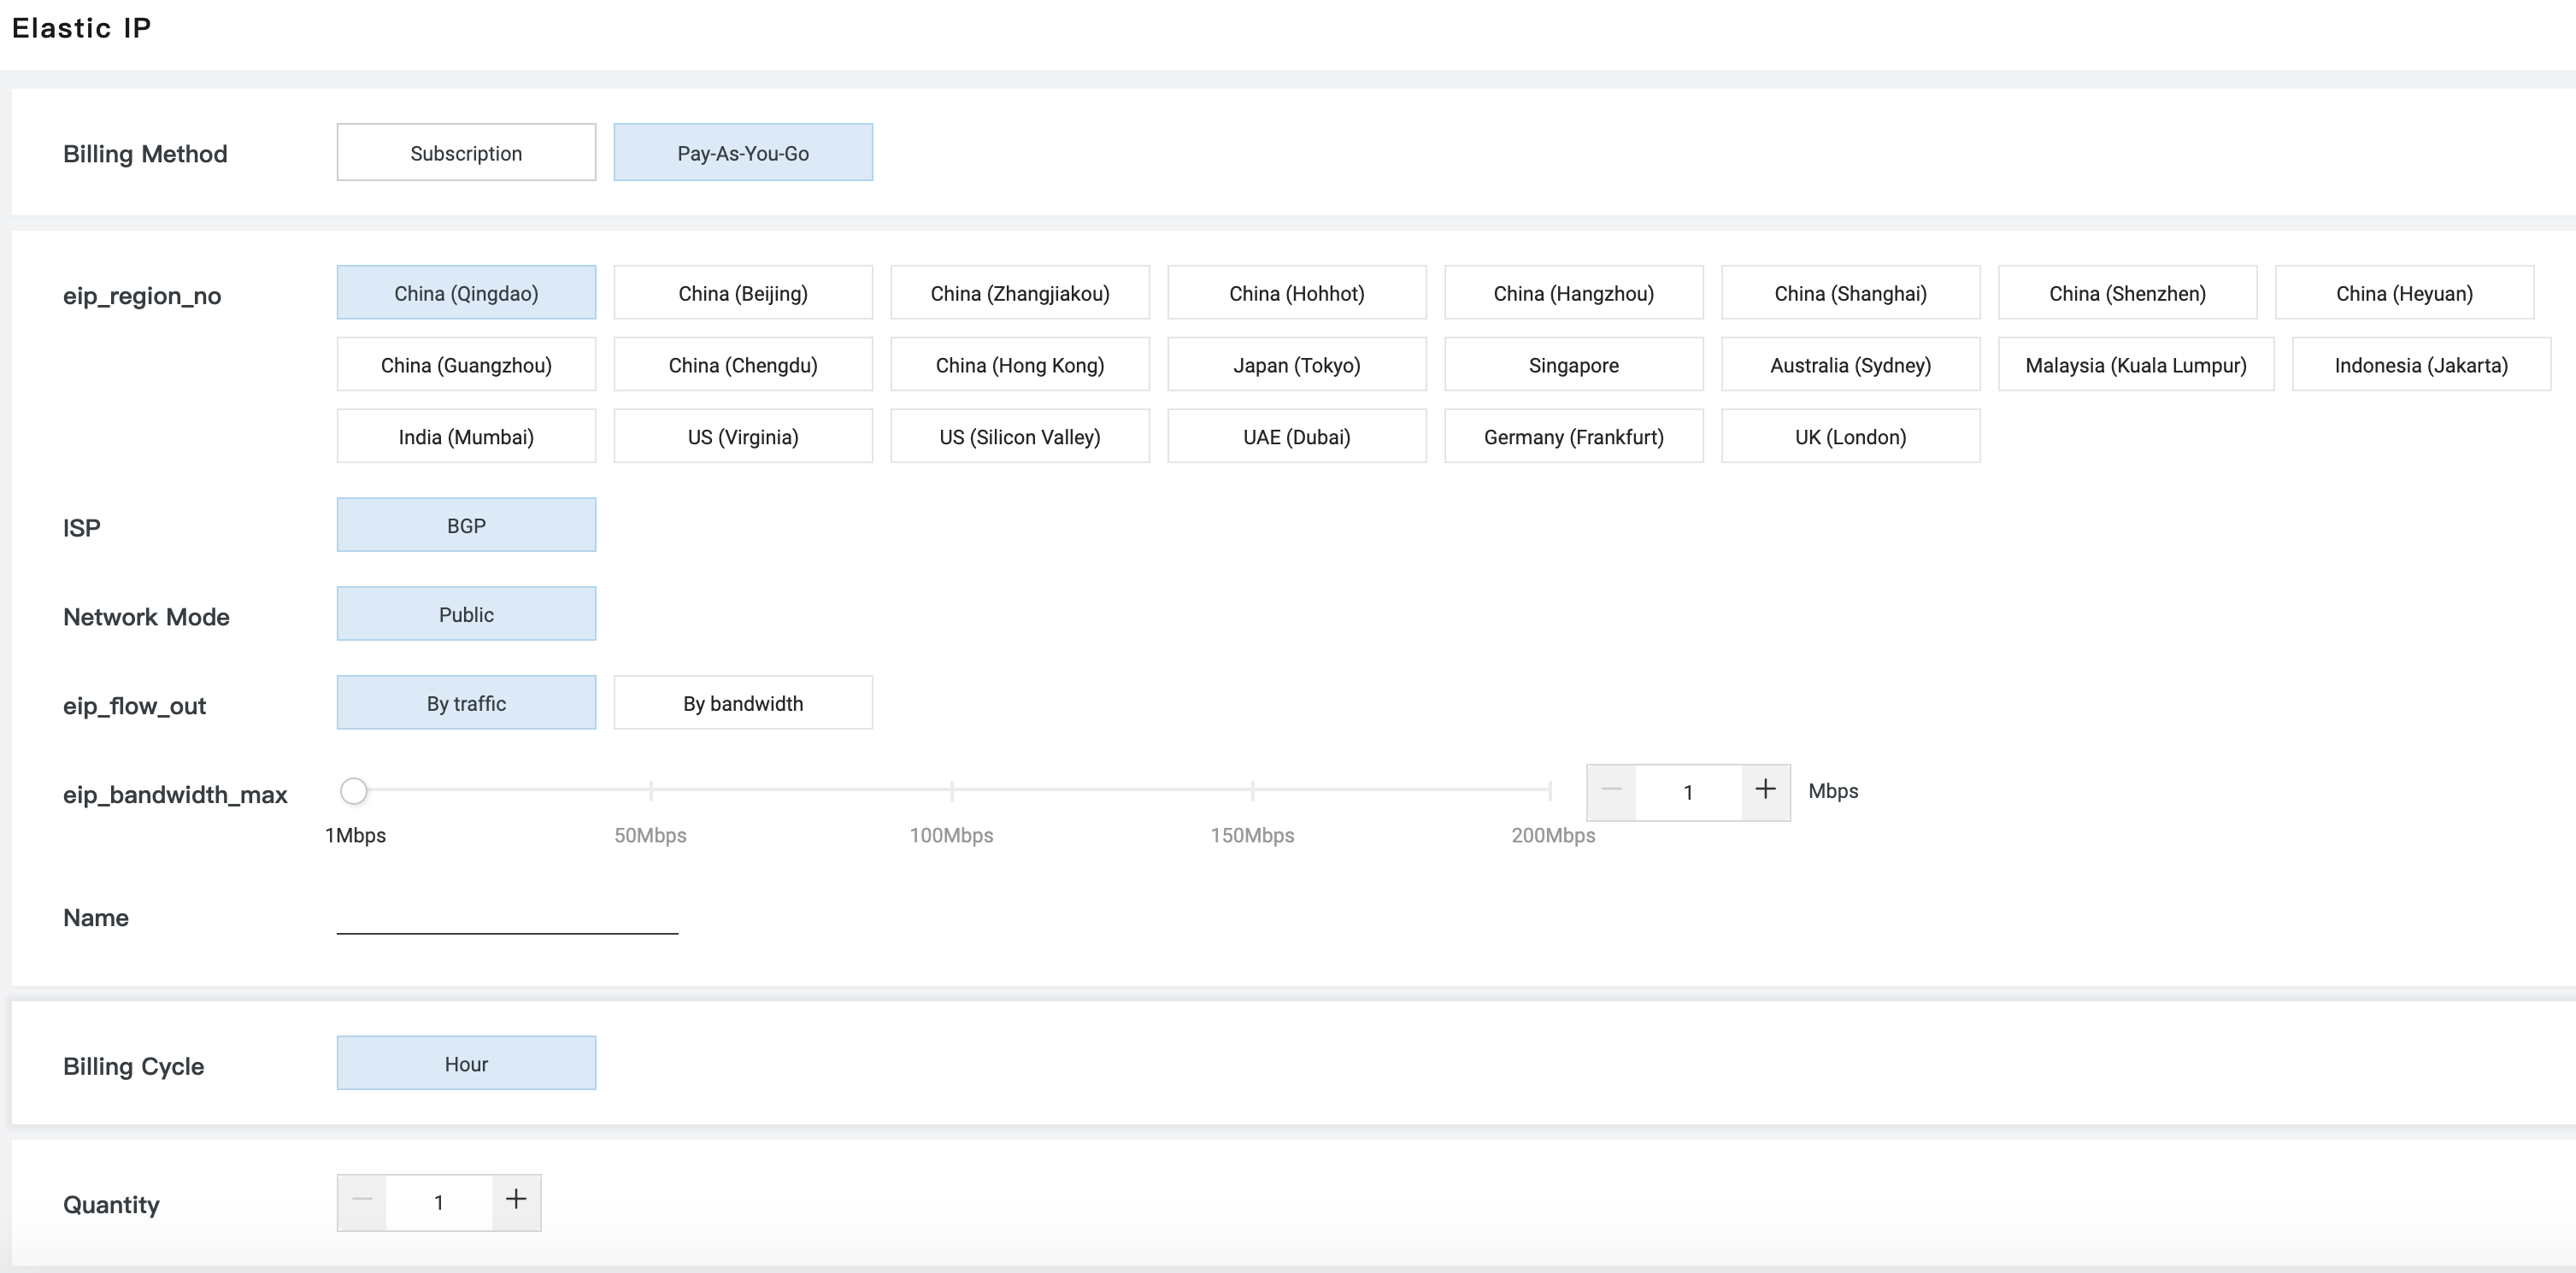 Elastic IP
Billing Method Subscription Pay-As-You-Go
eip_region_no China (Qingdao) China (Beijing) China (Zhangjiakou) China (Hohhot) China (Hangzhou) China (Shanghai) China (Shenzhen) China (Heyuan)
China (Guangzhou) China (Chengdu) China (Hong Kong) Japan (Tokyo) Singapore Australia (Sydney) Malaysia (Kuala Lumpur) Indonesia (Jakarta)
India (Mumbai) US (Virginia) US (Silicon Valley) UAE (Dubai) Germany (Frankfurt) UK (London)
ISP BGP
Network Mode Public
eip_flow_out By traffic By bandwidth
eip_bandwidth_max 1 Mbps
1Mbps 50Mbps 100Mbps 150Mbps 200Mbps
Name
Billing Cycle Hour
Quantity 1